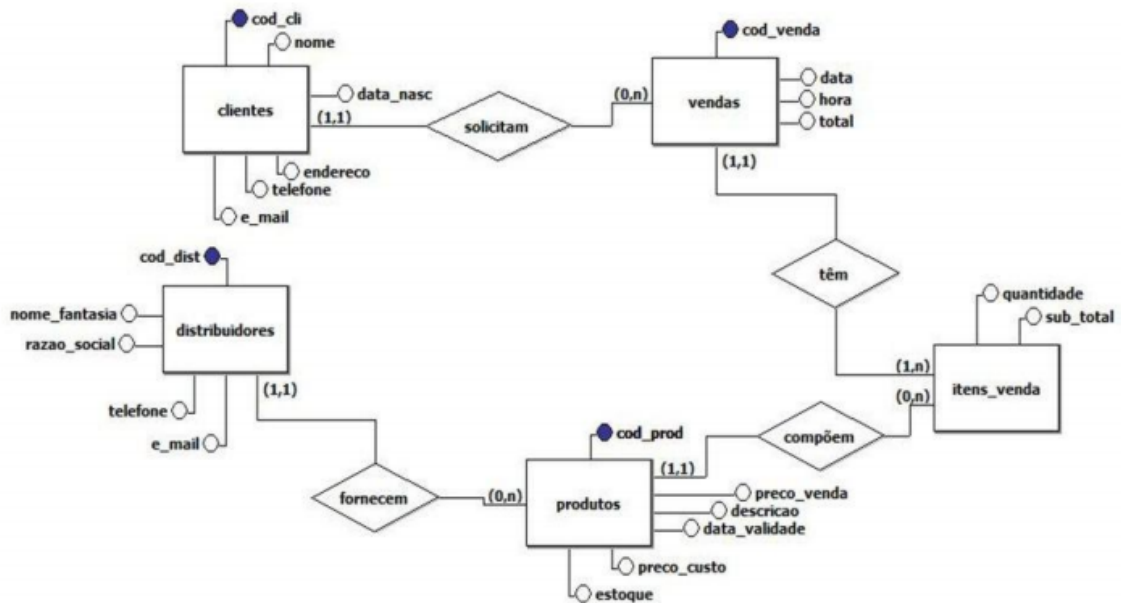 cod_cli
nome
clientes
data_nasc
(1,1)
endereco
telefone
e_mail
solicitam
(0,n)
cod_venda
vendas
data
hora
total
(1,1)
têm
(1,n)
quantidade
sub_total
itens_venda
(0,n)
compõem
(1,1)
cod_dist
nome_fantasia
razao_social
distribuidores
telefone
e_mail
(1,1)
fornecem
(0,n)
cod_prod
produtos
preco_venda
descricao
data_validade
preco_custo
estoque